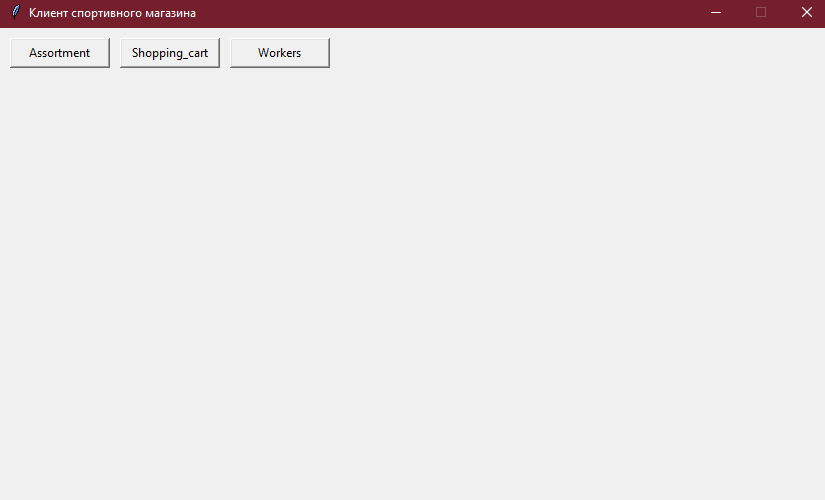 Клиент спортивного магазина
Assortment Shopping_cart Workers